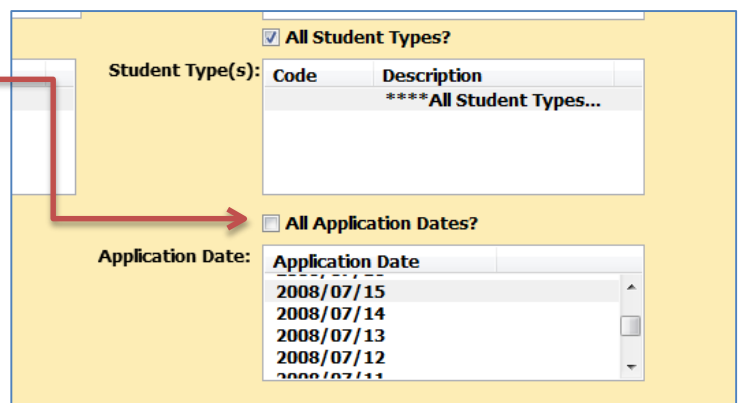 All Student Types?
Student Type(s):
Code Description
****All Student Types...
All Application Dates?
Application Date:
Application Date
2008/07/15
2008/07/14
2008/07/13
2008/07/12